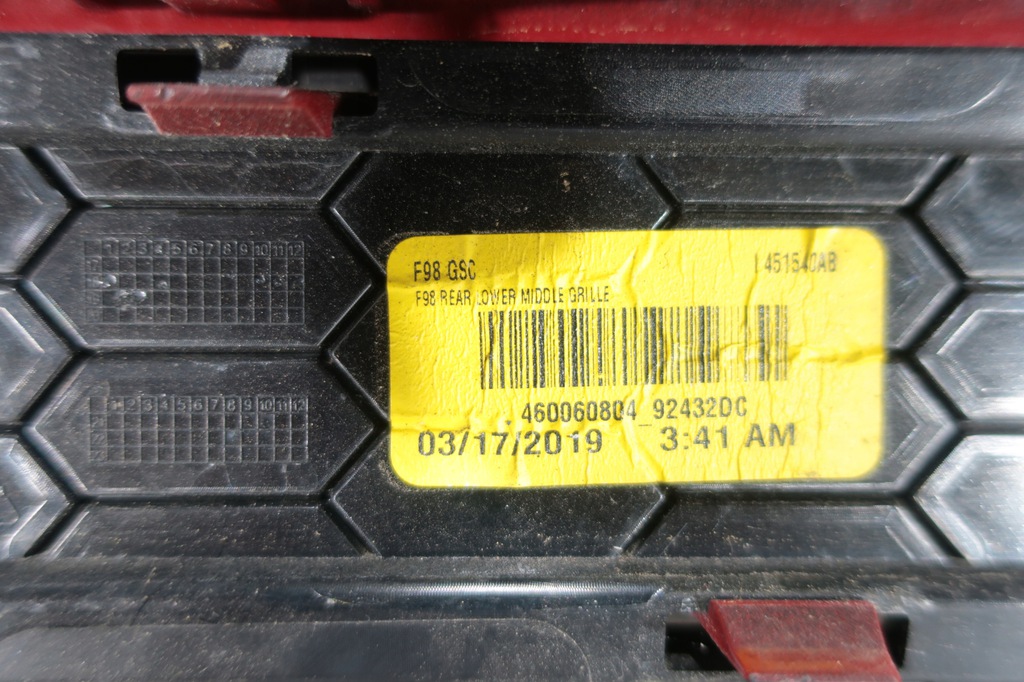 F98 GSC
1451540AB
F98 REAR LOWER MIDDLE GRILLE
460060804_92432DC
03/17/2019 3:41 AM
1 2 3 4 5 6 7 8 9 10 11 12
1 2 3 4 5 6 7 8 9 10 11 12